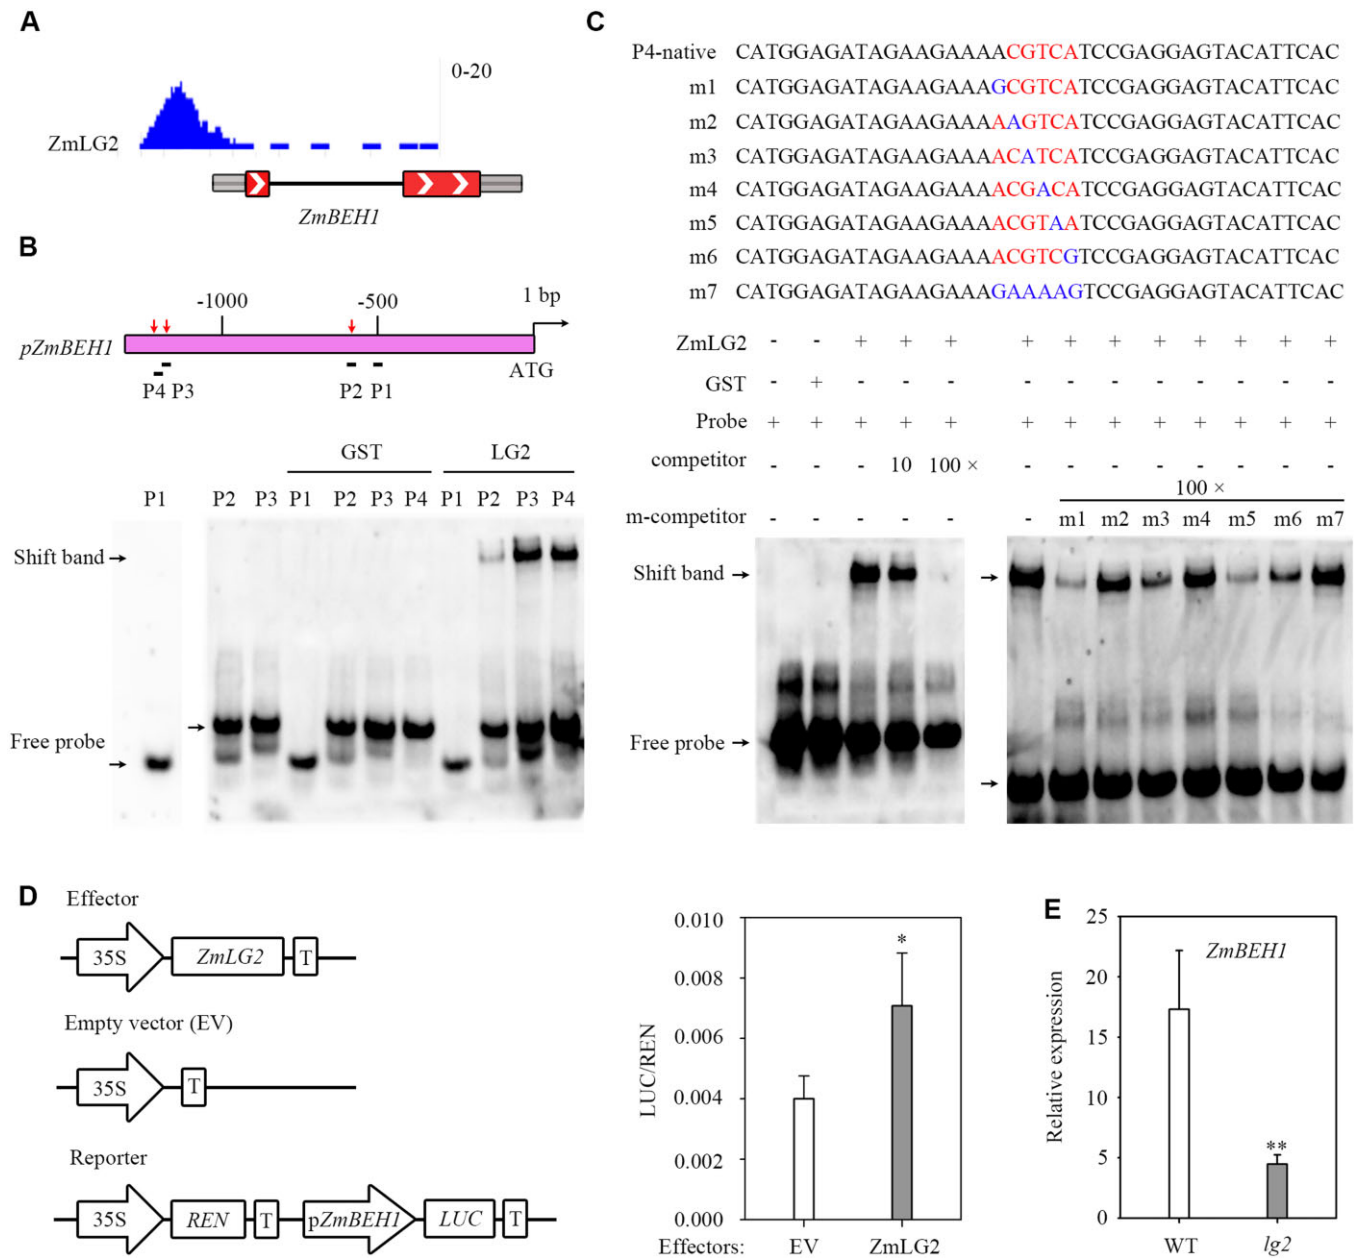 A
0-20
ZmLG2
ZmBEH1
B
-1000 -500 1 bp
pZmBEH1
ATG
P4 P3 P2 P1
GST LG2
P1 P2 P3 P1 P2 P3 P4 P1 P2 P3 P4
Shift band
Free probe
C
P4-native CATGGAGATAGAAGAAAACGTCATCCGAGGAGTACATTCAC
m1 CATGGAGATAGAAGAAAGCGTCATCCGAGGAGTACATTCAC
m2 CATGGAGATAGAAGAAAAAGTCATCCGAGGAGTACATTCAC
m3 CATGGAGATAGAAGAAAACATCATCCGAGGAGTACATTCAC
m4 CATGGAGATAGAAGAAAACGACATCCGAGGAGTACATTCAC
m5 CATGGAGATAGAAGAAAACGTAATCCGAGGAGTACATTCAC
m6 CATGGAGATAGAAGAAAACGTCGTCCGAGGAGTACATTCAC
m7 CATGGAGATAGAAGAAAGAAAAGTCCGAGGAGTACATTCAC
ZmLG2 - - + + + + + + + + + + +
GST - + - - - - - - - - - - -
Probe + + + + + + + + + + + + +
competitor - - - 10 100 × - - - - - - - -
100 ×
m-competitor - - - - - - m1 m2 m3 m4 m5 m6 m7
Shift band
Free probe
D
Effector
35S ZmLG2 T
Empty vector (EV)
35S T
Reporter
35S REN T pZmBEH1 LUC T
LUC/REN
0.010
0.008
0.006
0.004
0.002
0.000
*
Effectors: EV ZmLG2
E
Relative expression
25
20
15
10
5
0
ZmBEH1
**
WT lg2